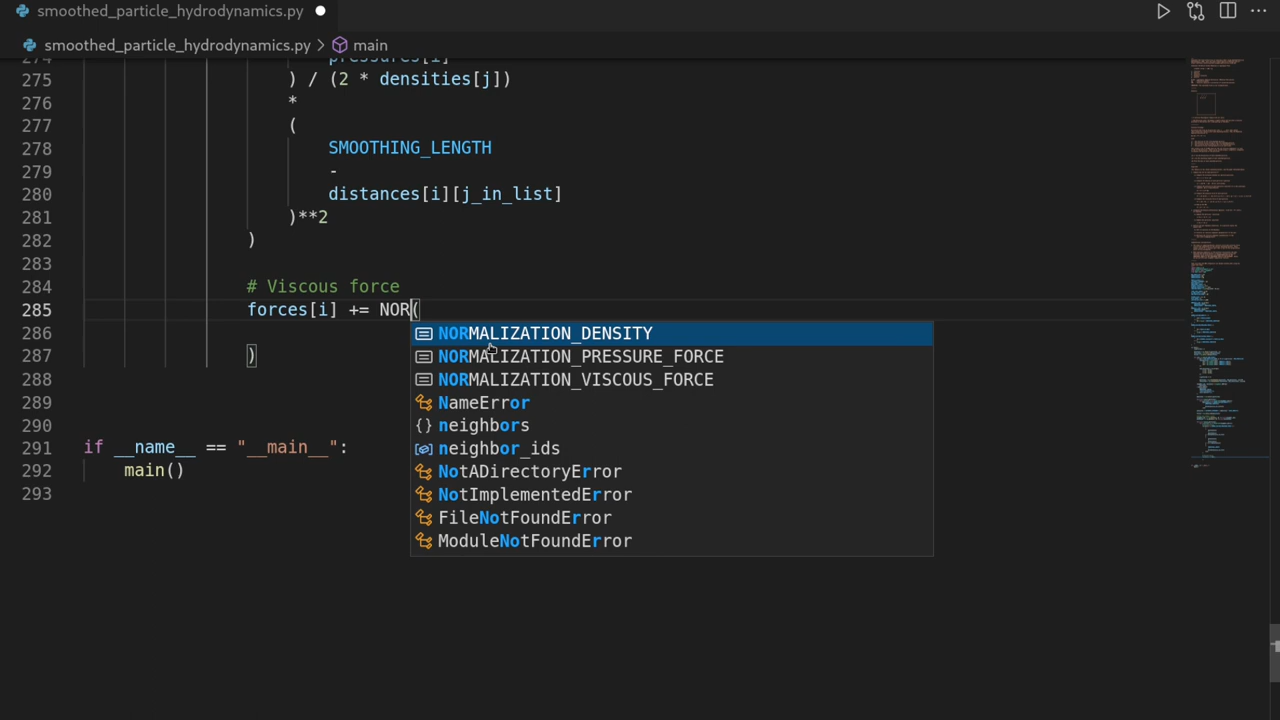 smoothed_particle_hydrodynamics.py
smoothed_particle_hydrodynamics.py > main
274 pressures[i]
275 ) / (2 * densities[j])
276 *
277 (
278 SMOOTHING_LENGTH
279 -
280 distances[i][j_in_list]
281 )**2
282 )
283
284 # Viscous force
285 forces[i] += NOR(
286
287 )
288
289
290
291 if __name__ == "__main__":
292 main()
293
NORMALIZATION_DENSITY
NORMALIZATION_PRESSURE_FORCE
NORMALIZATION_VISCOUS_FORCE
NameError
neighbors
neighbor_ids
NotADirectoryError
NotImplementedError
FileNotFoundError
ModuleNotFoundError